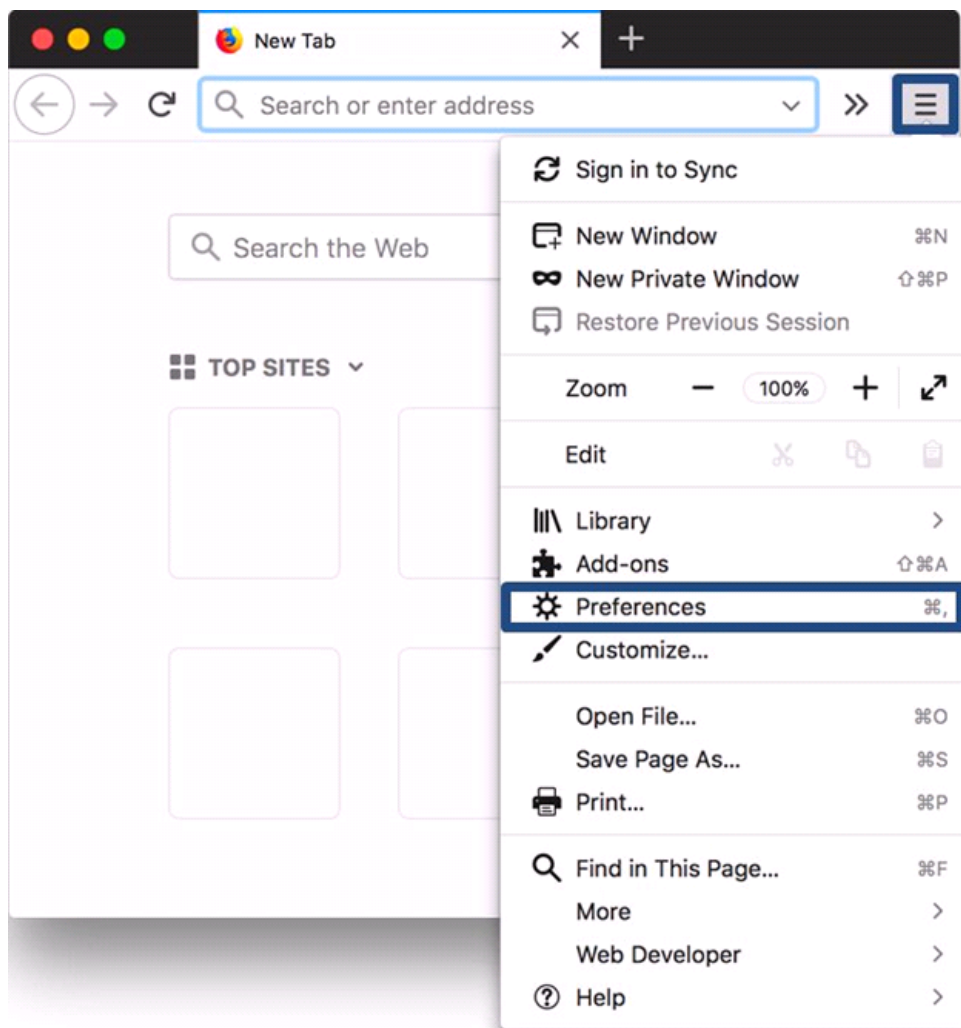 New Tab
Search or enter address
Sign in to Sync
New Window ⌘N
New Private Window ⇧⌘P
Restore Previous Session
Search the Web
TOP SITES
Zoom − 100% +
Edit
Library
Add-ons ⇧⌘A
Preferences ⌘,
Customize...
Open File... ⌘O
Save Page As... ⌘S
Print... ⌘P
Find in This Page... ⌘F
More
Web Developer
Help